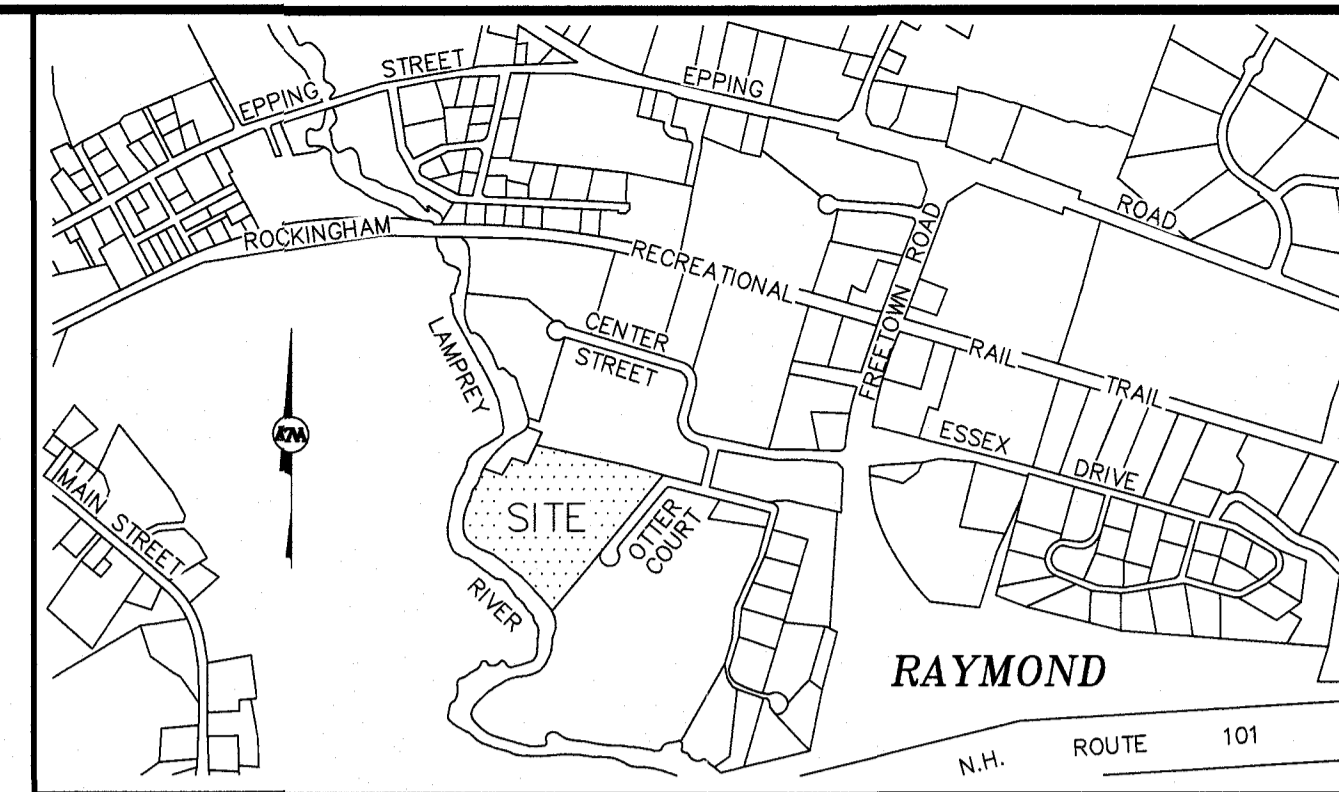 EPPING STREET
EPPING ROAD
ROCKINGHAM RECREATIONAL RAIL TRAIL
FREETOWN ROAD
CENTER
STREET
LAMPREY RIVER
ESSEX DRIVE
MAIN STREET
SITE
OTTER
COURT
RAYMOND
N.H. ROUTE 101